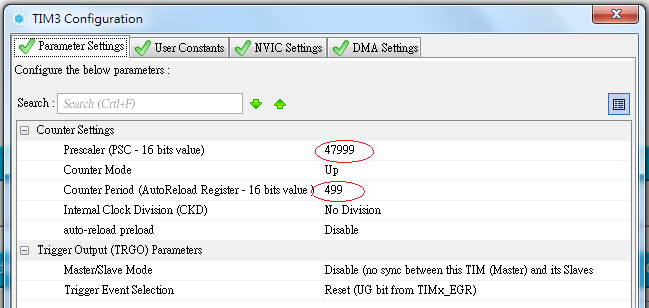 TIM3 Configuration
Parameter Settings User Constants NVIC Settings DMA Settings
Configure the below parameters :
Search : Search (Crtl+F)
Counter Settings
Prescaler (PSC - 16 bits value) 47999
Counter Mode Up
Counter Period (AutoReload Register - 16 bits value ) 499
Internal Clock Division (CKD) No Division
auto-reload preload Disable
Trigger Output (TRGO) Parameters
Master/Slave Mode Disable (no sync between this TIM (Master) and its Slaves
Trigger Event Selection Reset (UG bit from TIMx_EGR)